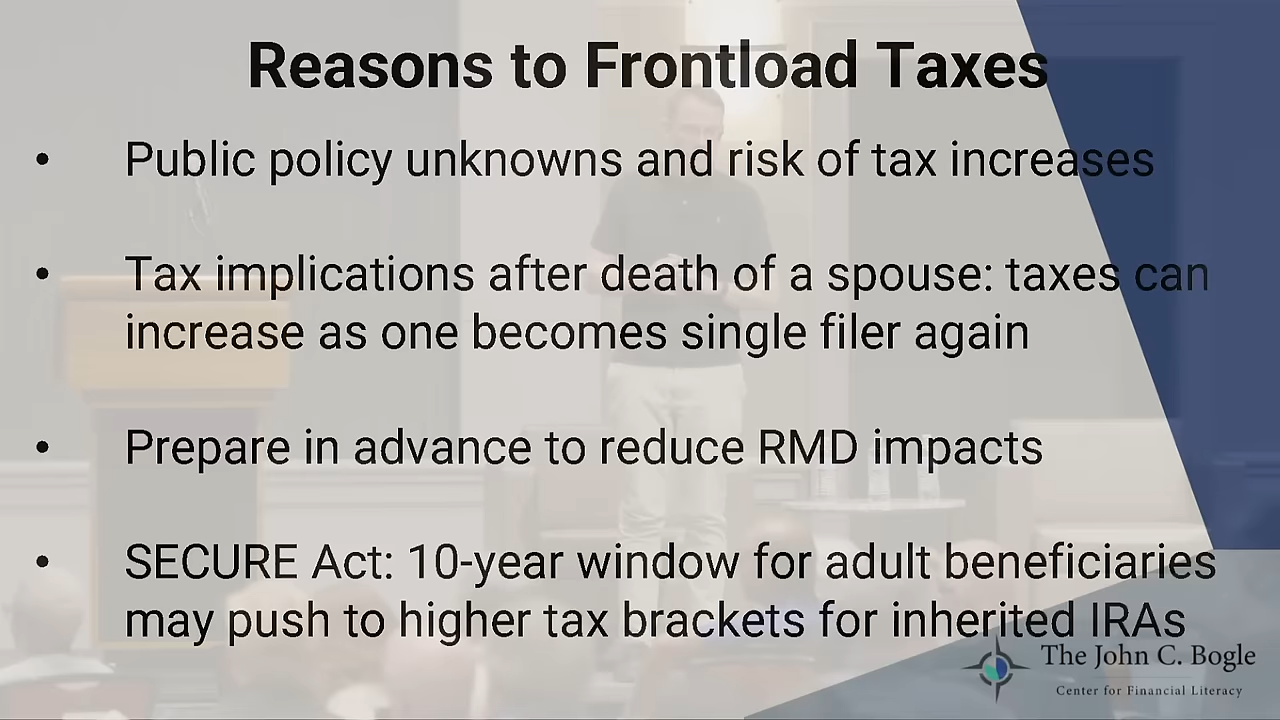 Reasons to Frontload Taxes
• Public policy unknowns and risk of tax increases
• Tax implications after death of a spouse: taxes can
increase as one becomes single filer again
• Prepare in advance to reduce RMD impacts
• SECURE Act: 10-year window for adult beneficiaries
may push to higher tax brackets for inherited IRAs
The John C. Bogle
Center for Financial Literacy